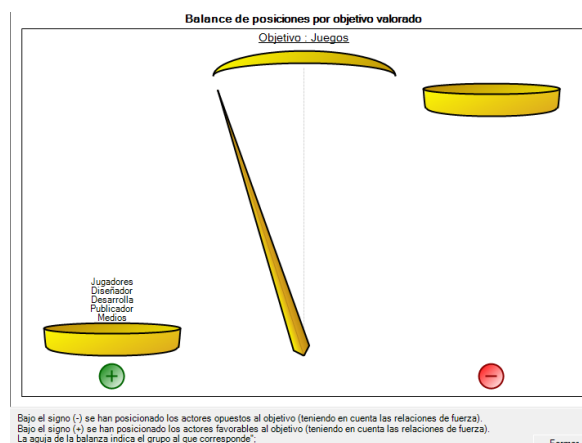 Balance de posiciones por objetivo valorado
Objetivo : Juegos
Jugadores
Diseñador
Desarrolla
Publicador
Medios
+
−
Bajo el signo (-) se han posicionado los actores opuestos al objetivo (teniendo en cuenta las relaciones de fuerza).
Bajo el signo (+) se han posicionado los actores favorables al objetivo (teniendo en cuenta las relaciones de fuerza).
La aguja de la balanza indica el grupo al que corresponde";